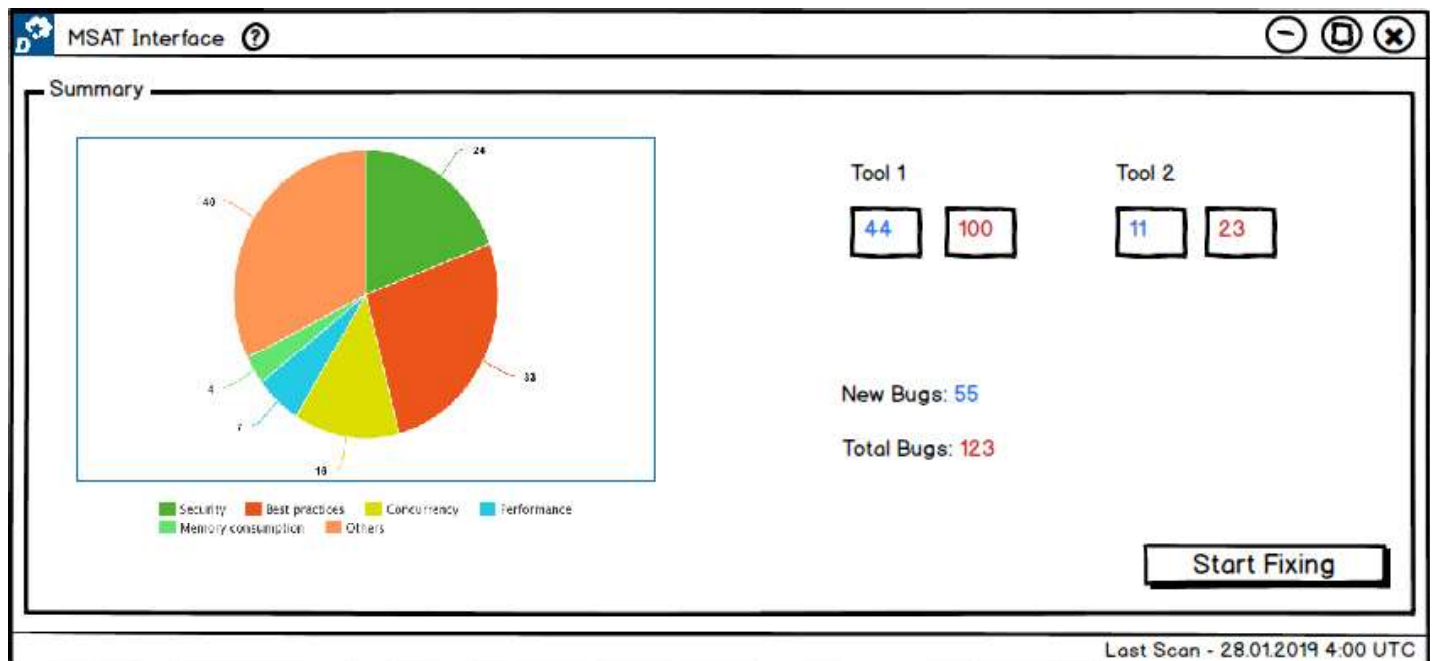 D
MSAT Interface ?
Summary
24
40
33
4
7
16
Security Best practices Concurrency Performance
Memory consumption Others
Tool 1 Tool 2
44 100 11 23
New Bugs: 55
Total Bugs: 123
Start Fixing
Last Scan - 28.01.2019 4:00 UTC